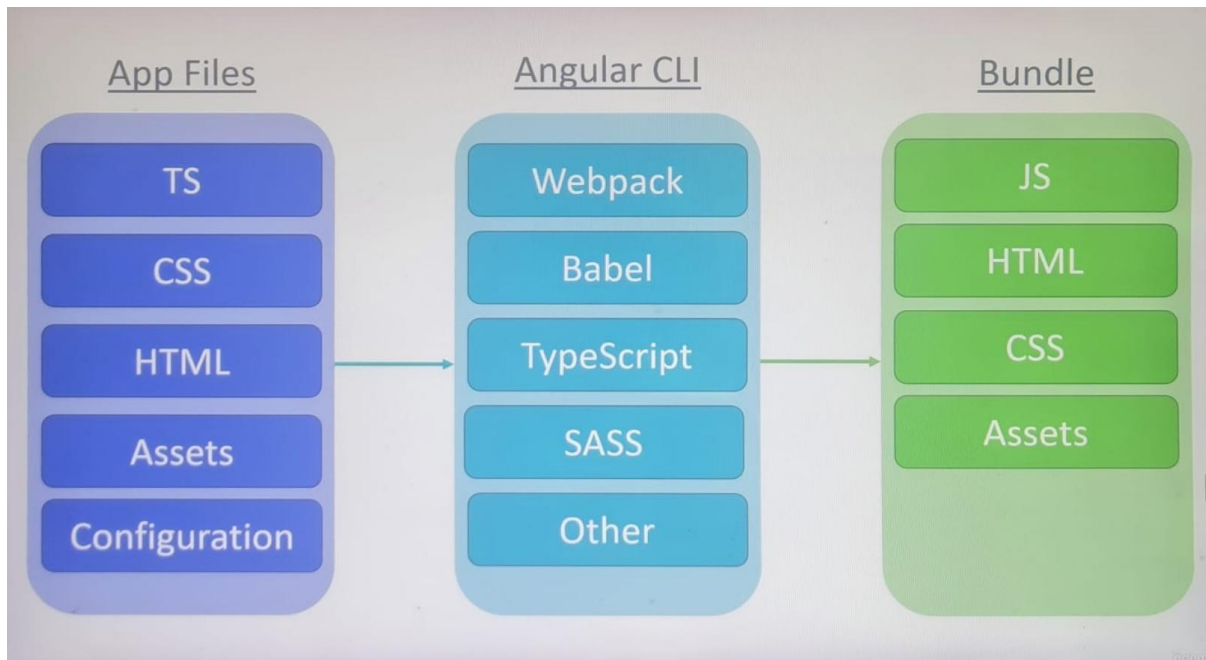 App Files
Angular CLI
Bundle
TS
CSS
HTML
Assets
Configuration
Webpack
Babel
TypeScript
SASS
Other
JS
HTML
CSS
Assets